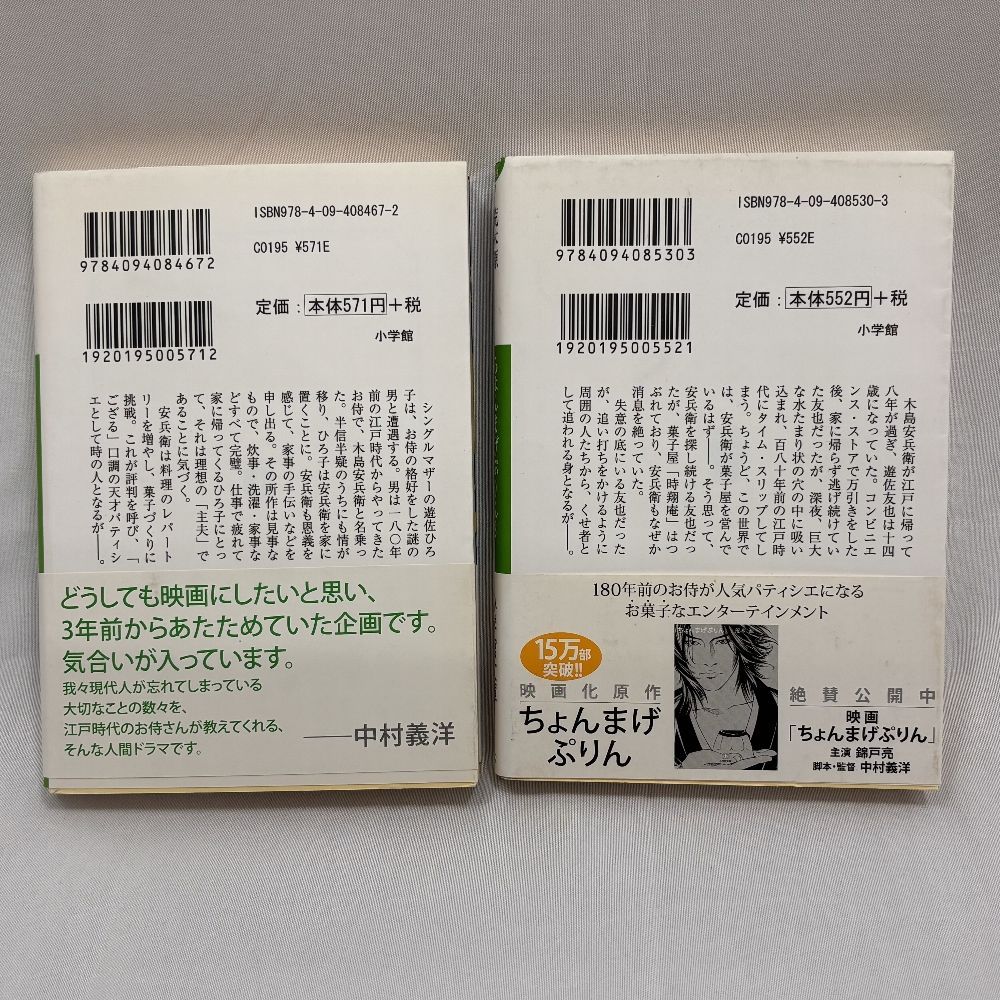 ISBN978-4-09-408467-2
C0195 ¥571E
9784094084672
定価：本体571円＋税
小学館
1920195005712
シングルマザーの遊佐ひろ
子は、お侍の格好をした謎の
男と遭遇する。男は一八〇年
前の江戸時代からやってきた
お侍で、木島安兵衛と名乗っ
た。半信半疑のうちにも情が
移り、ひろ子は安兵衛を家に
置くことに。安兵衛も恩義を
感じて、家事の手伝いなどを
申し出る。その所作は見事な
もので、炊事・洗濯・家事な
どすべて完璧。仕事で疲れて
家に帰ってくるひろ子にとっ
て、それは理想の「主夫」で
あることに気づく。
安兵衛は料理のレパート
リーを増やし、菓子づくりに
挑戦。これが評判を呼び、「
ござる」口調の天才パティシ
エとして時の人となるが――。
どうしても映画にしたいと思い、
3年前からあたためていた企画です。
気合いが入っています。
我々現代人が忘れてしまっている
大切なことの数々を、
江戸時代のお侍さんが教えてくれる、
そんな人間ドラマです。
――中村義洋
ISBN978-4-09-408530-3
C0195 ¥552E
9784094085303
定価：本体552円＋税
小学館
1920195005521
木島安兵衛が江戸に帰って
八年が過ぎ、遊佐友也は十四
歳になっていた。コンビニエ
ンス・ストアで万引きをした
後、家に帰らず逃げ続けてい
た友也だったが、深夜、巨大
な水たまり状の穴の中に吸い
込まれ、百八十年前の江戸時
代にタイム・スリップしてし
まう。ちょうど、この世界で
は、安兵衛が菓子屋を営んで
いるはず――。そう思って、
安兵衛を探し続ける友也だっ
たが、菓子屋「時翔庵」はつ
ぶれており、安兵衛もなぜか
消息を絶っていた。
失意の底にいる友也だった
が、追い打ちをかけるように
周囲の人たちから、くせ者と
して追われる身となるが――。
180年前のお侍が人気パティシエになる
お菓子なエンターテインメント
15万部
突破!!
映画化原作
ちょんまげ
ぷりん
絶賛公開中
映画
「ちょんまげぷりん」
主演 錦戸亮
脚本・監督 中村義洋